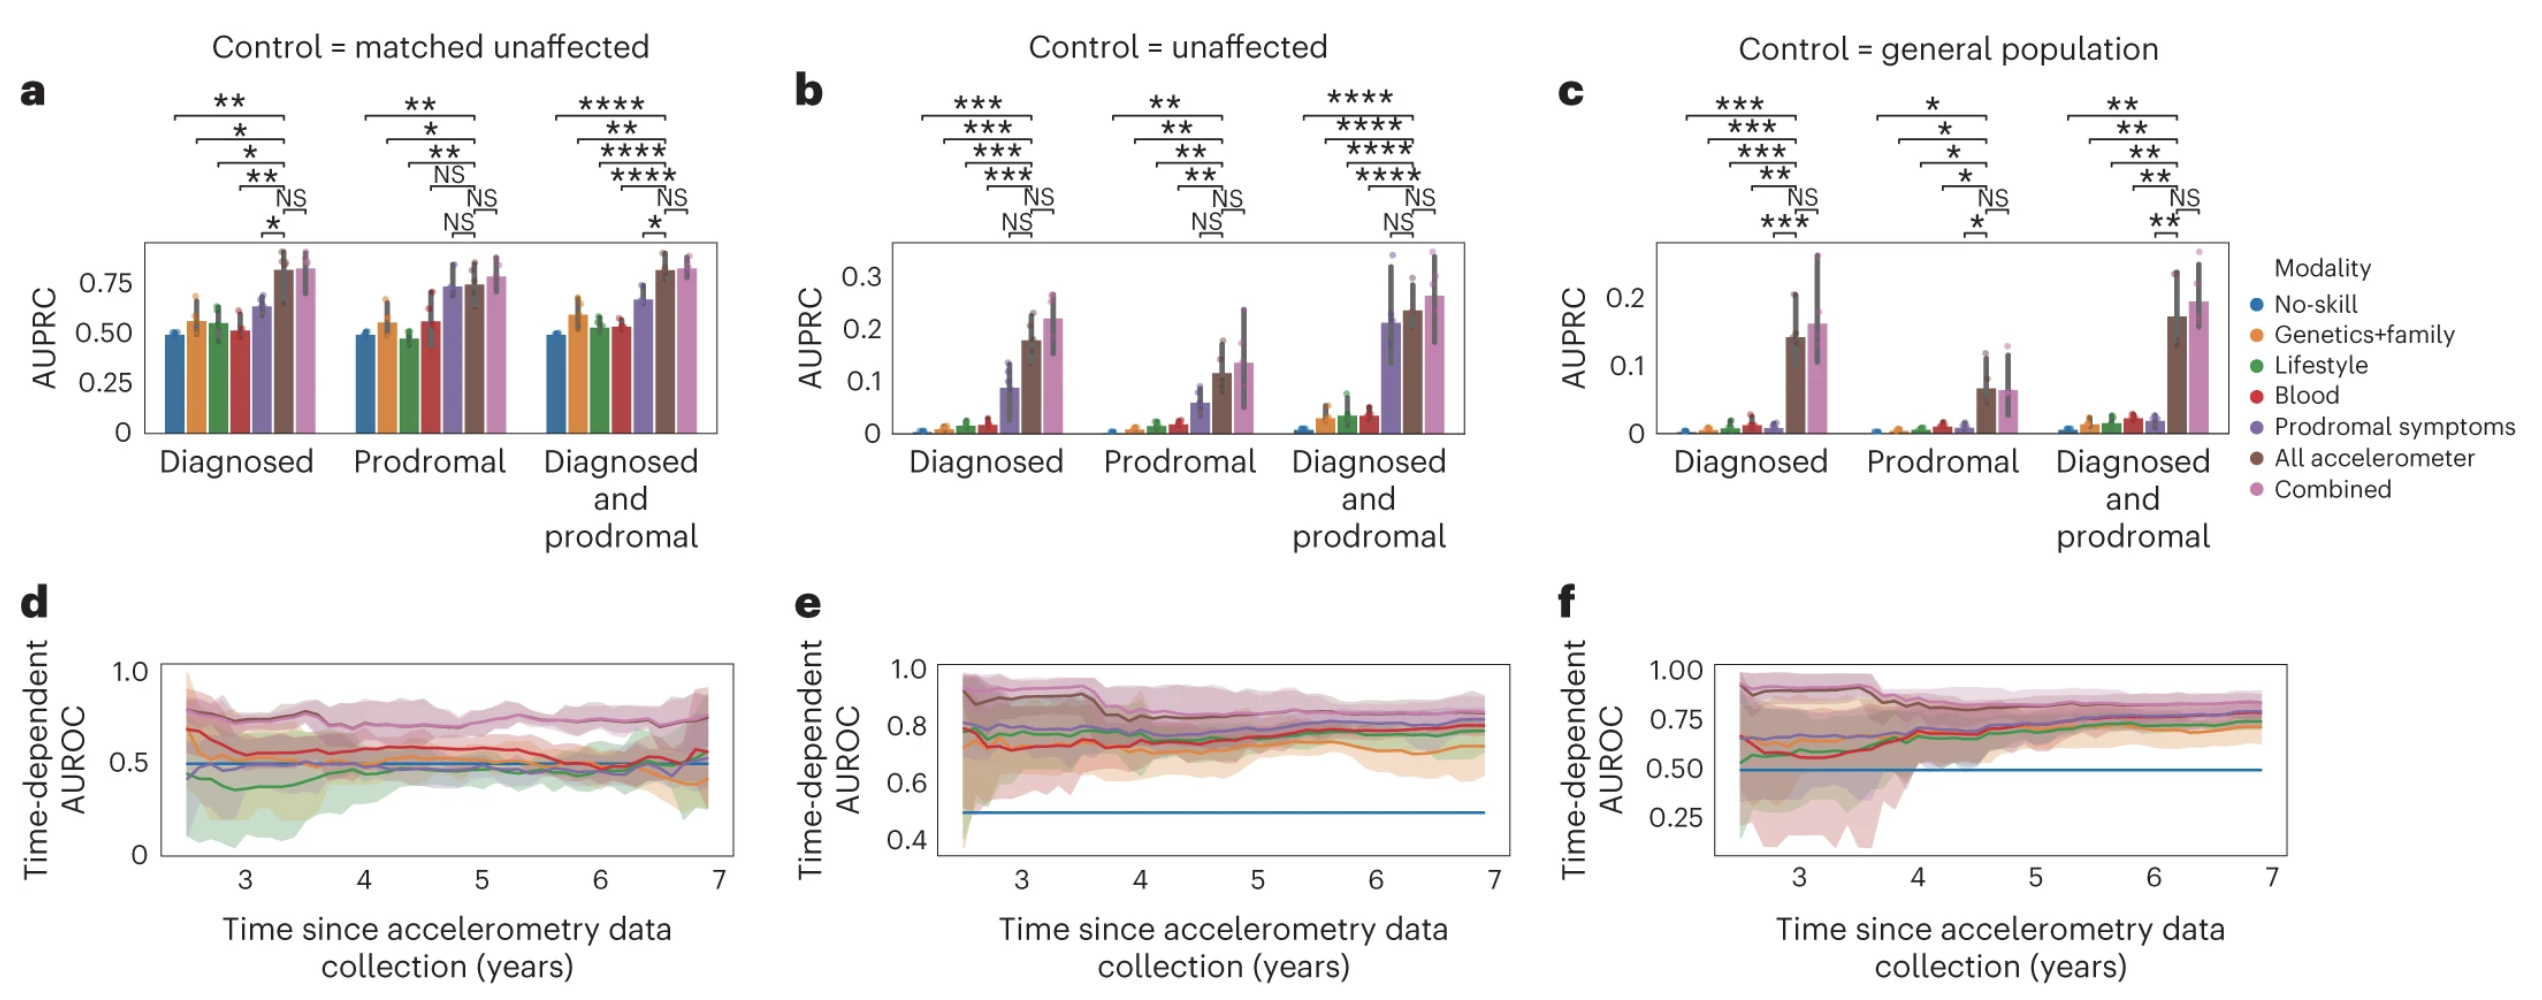 Control = matched unaffected
Control = unaffected
Control = general population
a
**
*
*
**
NS
*
**
*
**
NS
NS
NS
****
**
****
****
NS
*
AUPRC
0.75
0.50
0.25
0
Diagnosed
Prodromal
Diagnosed
and
prodromal
b
***
***
***
***
NS
NS
**
**
**
**
NS
NS
****
****
****
****
NS
NS
AUPRC
0.3
0.2
0.1
0
Diagnosed
Prodromal
Diagnosed
and
prodromal
c
***
***
***
**
NS
***
*
*
*
*
NS
*
**
**
**
**
NS
**
AUPRC
0.2
0.1
0
Diagnosed
Prodromal
Diagnosed
and
prodromal
Modality
No-skill
Genetics+family
Lifestyle
Blood
Prodromal symptoms
All accelerometer
Combined
d
Time-dependent
AUROC
1.0
0.5
0
3 4 5 6 7
Time since accelerometry data
collection (years)
e
Time-dependent
AUROC
1.0
0.8
0.6
0.4
3 4 5 6 7
Time since accelerometry data
collection (years)
f
Time-dependent
AUROC
1.00
0.75
0.50
0.25
3 4 5 6 7
Time since accelerometry data
collection (years)